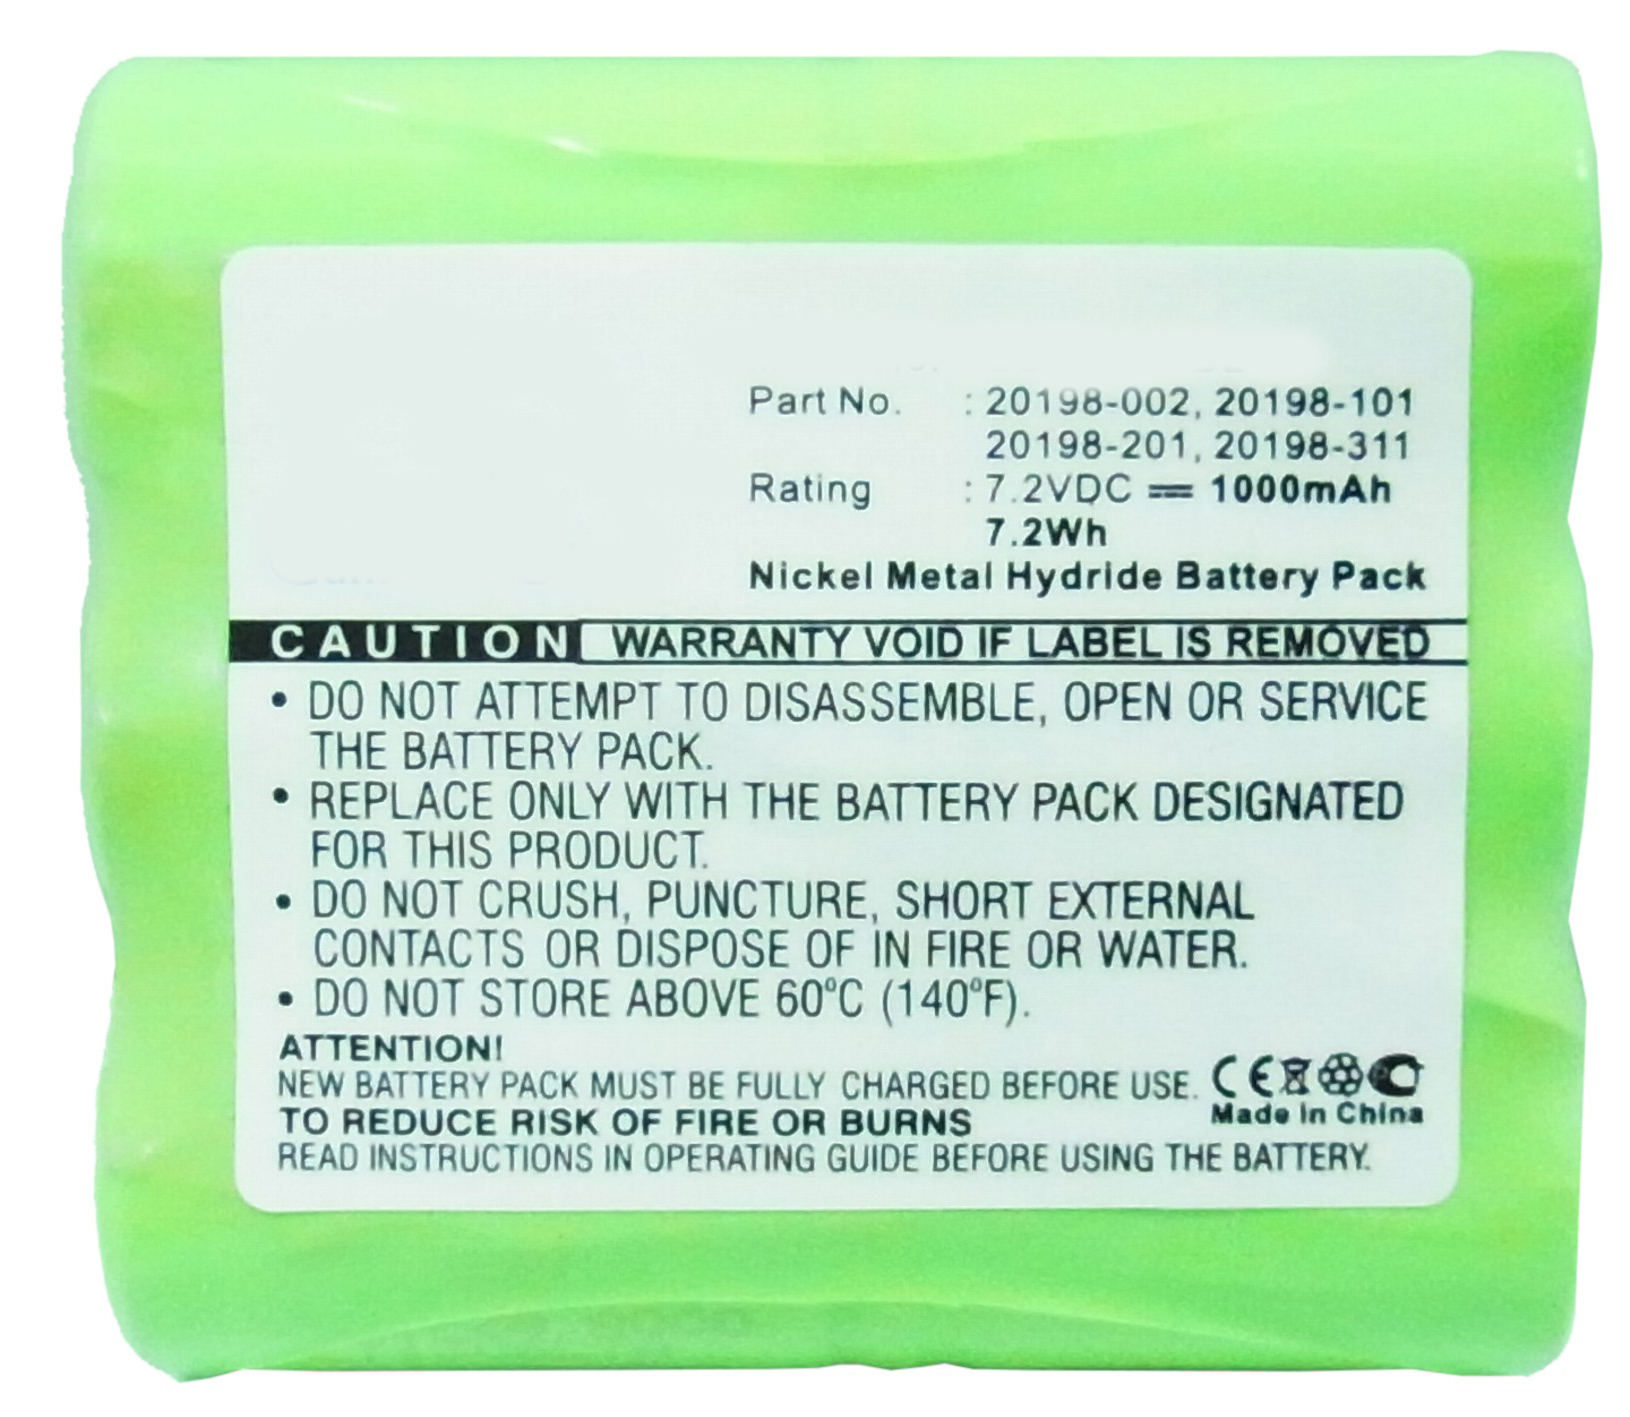 Part No. : 20198-002, 20198-101
20198-201, 20198-311
Rating : 7.2VDC ⎓ 1000mAh
7.2Wh
Nickel Metal Hydride Battery Pack
CAUTION WARRANTY VOID IF LABEL IS REMOVED
• DO NOT ATTEMPT TO DISASSEMBLE, OPEN OR SERVICE
THE BATTERY PACK.
• REPLACE ONLY WITH THE BATTERY PACK DESIGNATED
FOR THIS PRODUCT.
• DO NOT CRUSH, PUNCTURE, SHORT EXTERNAL
CONTACTS OR DISPOSE OF IN FIRE OR WATER.
• DO NOT STORE ABOVE 60°C (140°F).
ATTENTION!
NEW BATTERY PACK MUST BE FULLY CHARGED BEFORE USE. CE
Made in China
TO REDUCE RISK OF FIRE OR BURNS
READ INSTRUCTIONS IN OPERATING GUIDE BEFORE USING THE BATTERY.